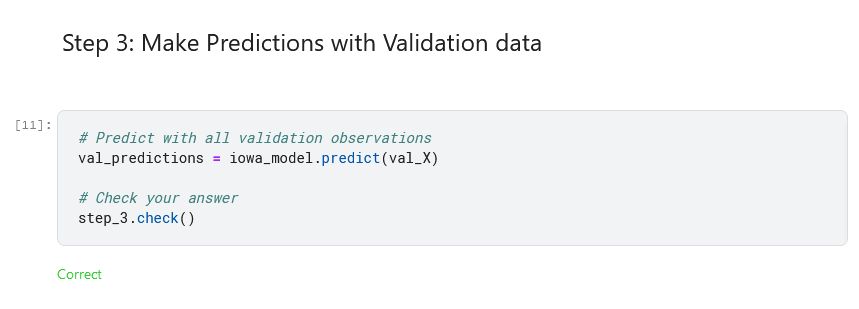 Step 3: Make Predictions with Validation data
[11]:
# Predict with all validation observations
val_predictions = iowa_model.predict(val_X)
# Check your answer
step_3.check()
Correct